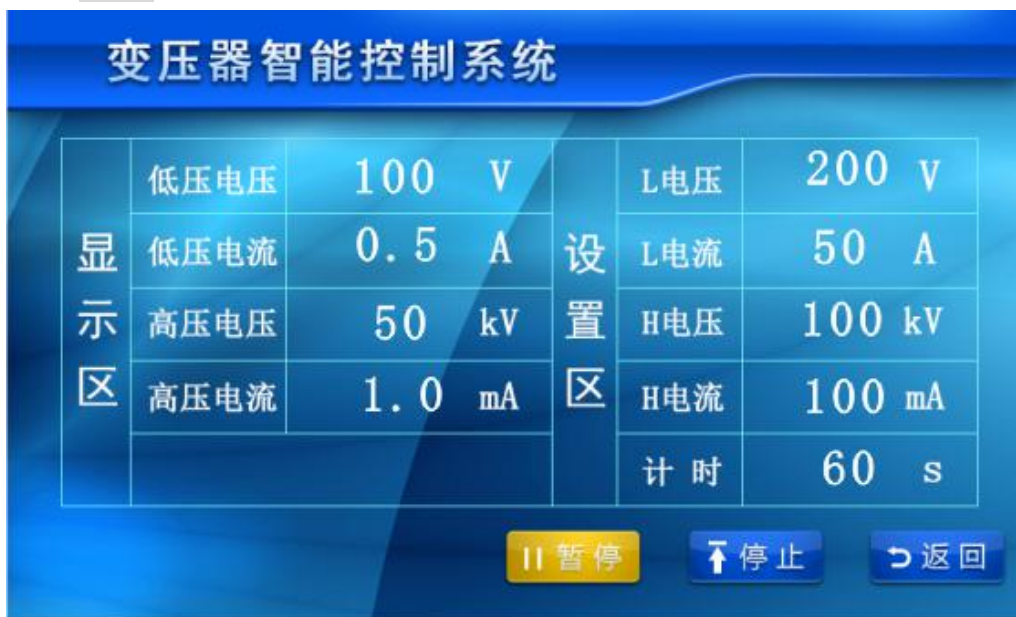 变压器智能控制系统
显示区
低压电压 100 V
低压电流 0.5 A
高压电压 50 kV
高压电流 1.0 mA
设置区
L电压 200 V
L电流 50 A
H电压 100 kV
H电流 100 mA
计时 60 s
暂停 停止 返回